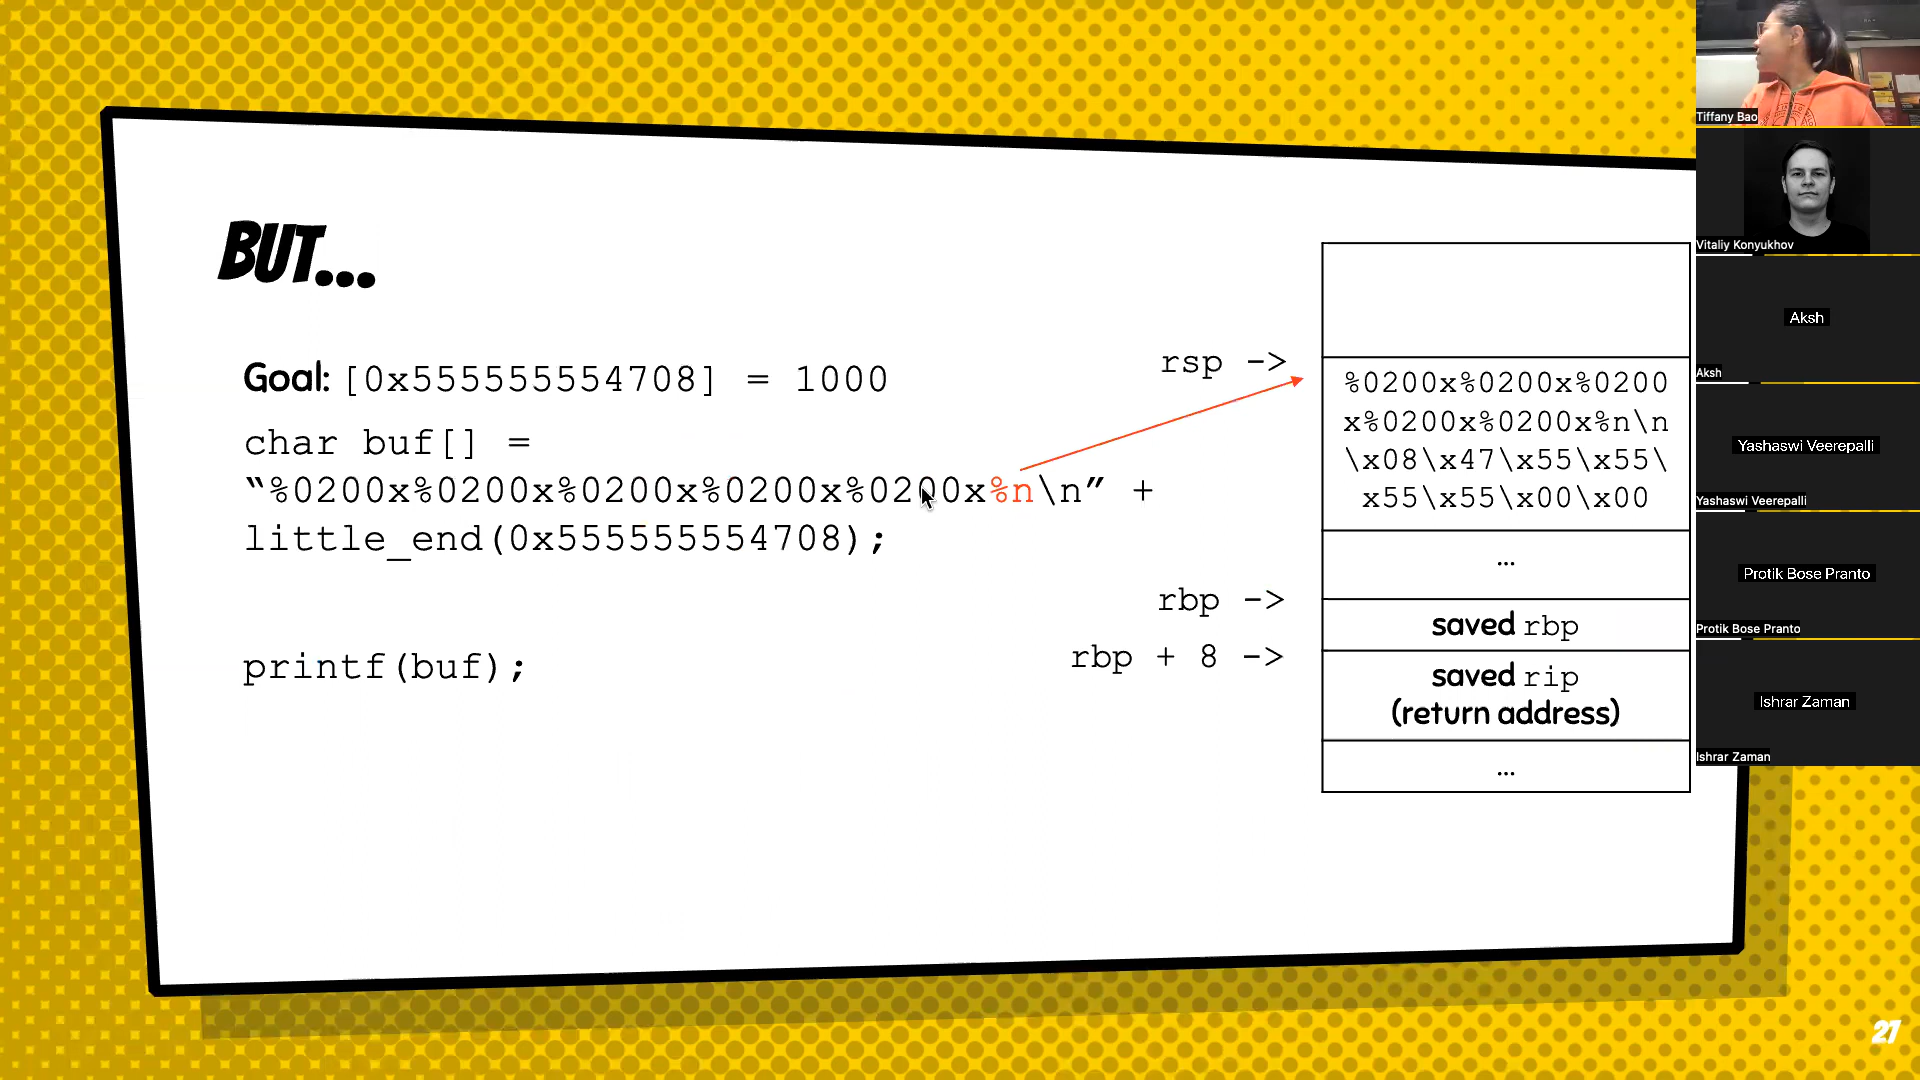 BUT...
Goal: [0x555555554708] = 1000
char buf[] =
“%0200x%0200x%0200x%0200x%0200x%n\n” +
little_end(0x555555554708);
printf(buf);
rsp ->
rbp ->
rbp + 8 ->
%0200x%0200x%0200
x%0200x%0200x%n\n
\x08\x47\x55\x55\
x55\x55\x00\x00
...
saved rbp
saved rip
(return address)
...
27
Tiffany Bao
Vitaliy Konyukhov
Aksh
Aksh
Yashaswi Veerepalli
Yashaswi Veerepalli
Protik Bose Pranto
Protik Bose Pranto
Ishrar Zaman
Ishrar Zaman